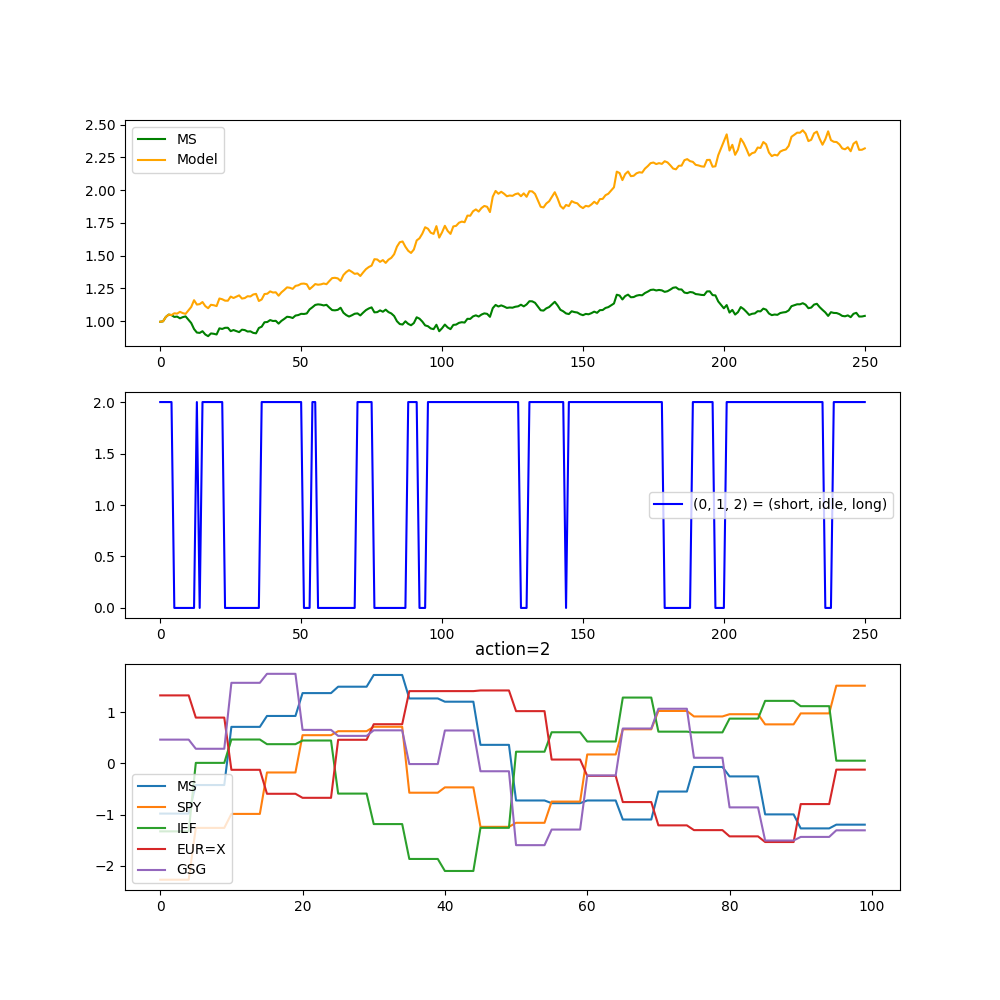 2.50
2.25
2.00
1.75
1.50
1.25
1.00
MS
Model
0 50 100 150 200 250
2.0
1.5
1.0
0.5
0.0
(0, 1, 2) = (short, idle, long)
0 50 100 150 200 250
action=2
1
0
−1
−2
MS
SPY
IEF
EUR=X
GSG
0 20 40 60 80 100